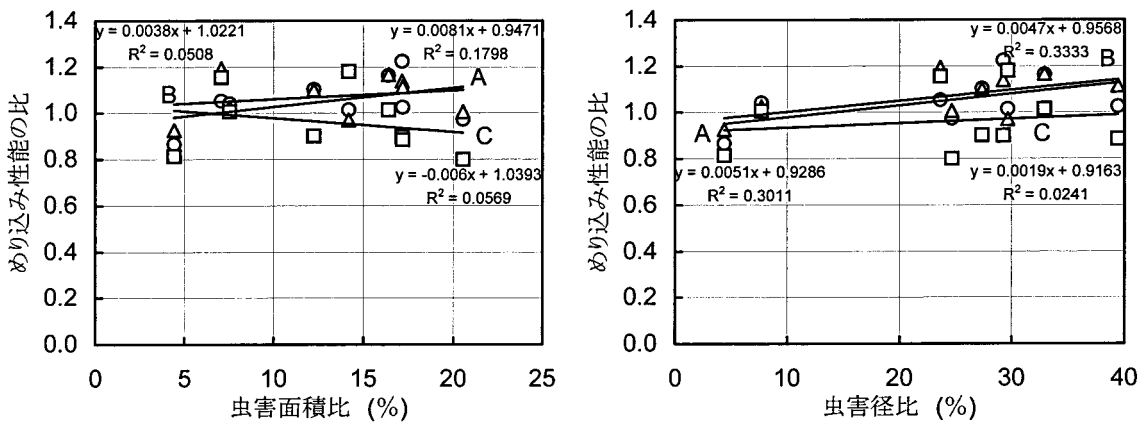 1.4
1.2
1.0
0.8
0.6
0.4
0.2
0.0
めり込み性能の比
y = 0.0038x + 1.0221
R² = 0.0508
y = 0.0081x + 0.9471
R² = 0.1798
A
B
C
y = -0.006x + 1.0393
R² = 0.0569
0 5 10 15 20 25
虫害面積比 (%)
1.4
1.2
1.0
0.8
0.6
0.4
0.2
0.0
めり込み性能の比
y = 0.0047x + 0.9568
R² = 0.3333
B
A
C
y = 0.0051x + 0.9286
R² = 0.3011
y = 0.0019x + 0.9163
R² = 0.0241
0 10 20 30 40
虫害径比 (%)